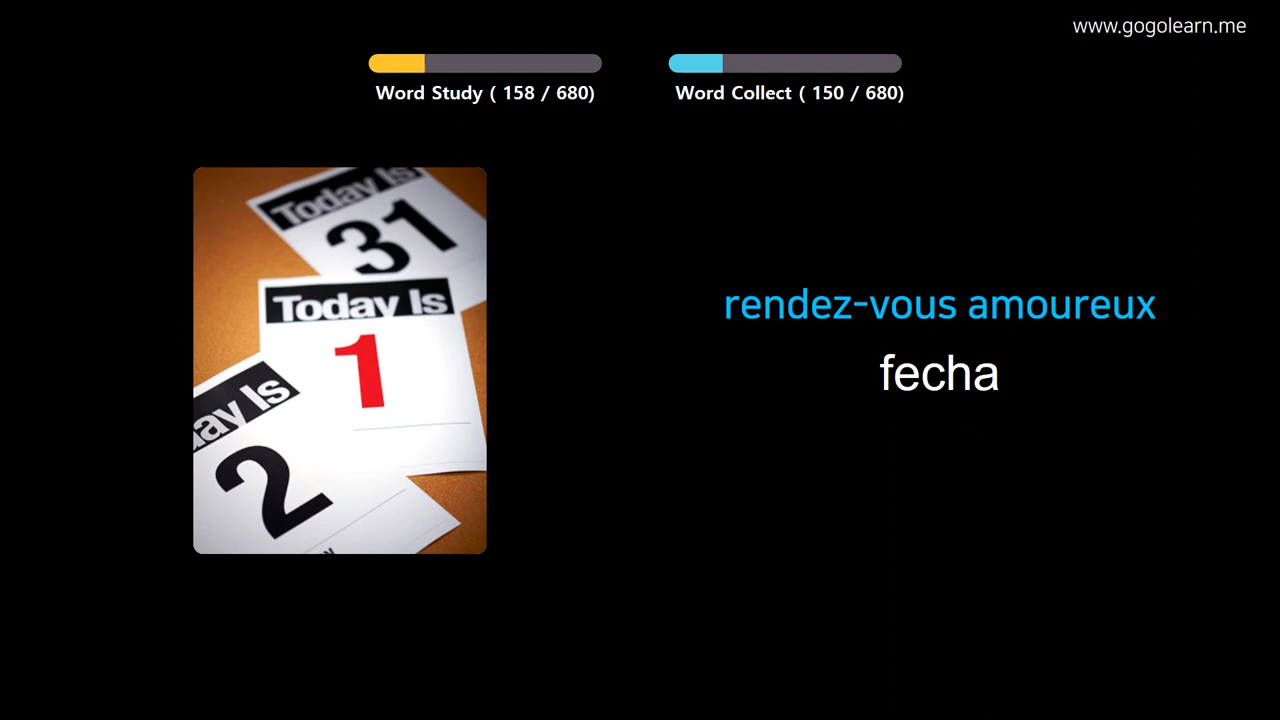 www.gogolearn.me
Word Study ( 158 / 680)
Word Collect ( 150 / 680)
Today Is
31
Today Is
1
ay Is
2
rendez-vous amoureux
fecha